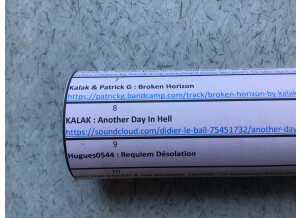 7
Kalak & Patrick G : Broken Horizon
https://patrickg.bandcamp.com/track/broken-horizon-by-kalak
8
KALAK : Another Day In Hell
https://soundcloud.com/didier-le-bail-75451732/another-day
9
Hugues0544 : Requiem Désolation
10